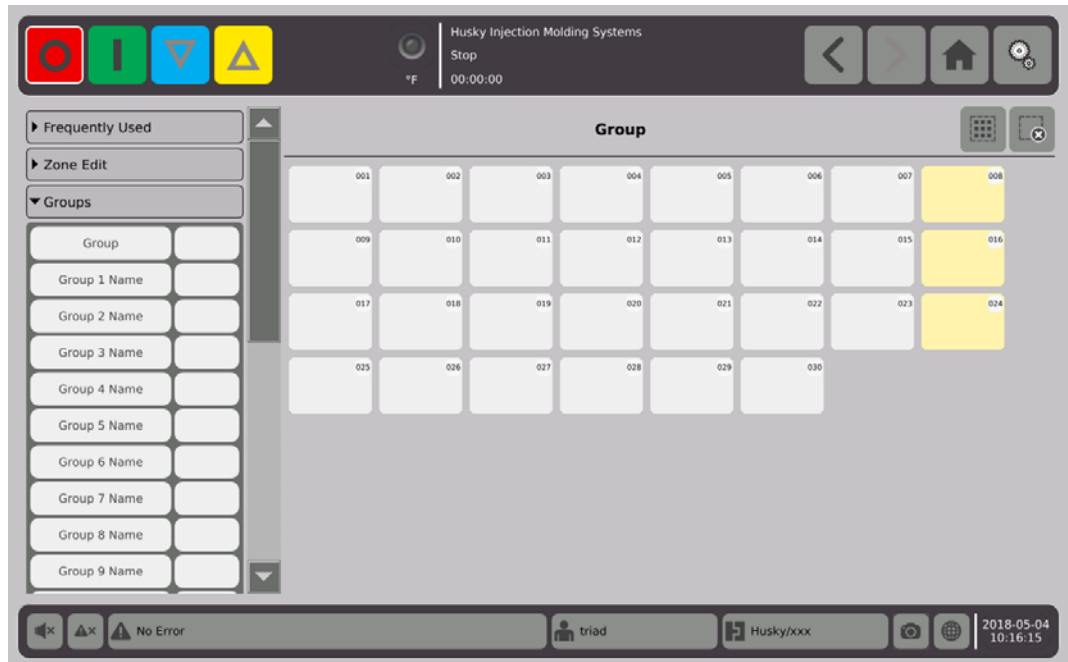 Husky Injection Molding Systems
Stop
°F
00:00:00
Frequently Used
Zone Edit
Groups
Group
Group 1 Name
Group 2 Name
Group 3 Name
Group 4 Name
Group 5 Name
Group 6 Name
Group 7 Name
Group 8 Name
Group 9 Name
Group
001 002 003 004 005 006 007 008
009 010 011 012 013 014 015 016
017 018 019 020 021 022 023 024
025 026 027 028 029 030
No Error
triad
Husky/xxx
2018-05-04
10:16:15